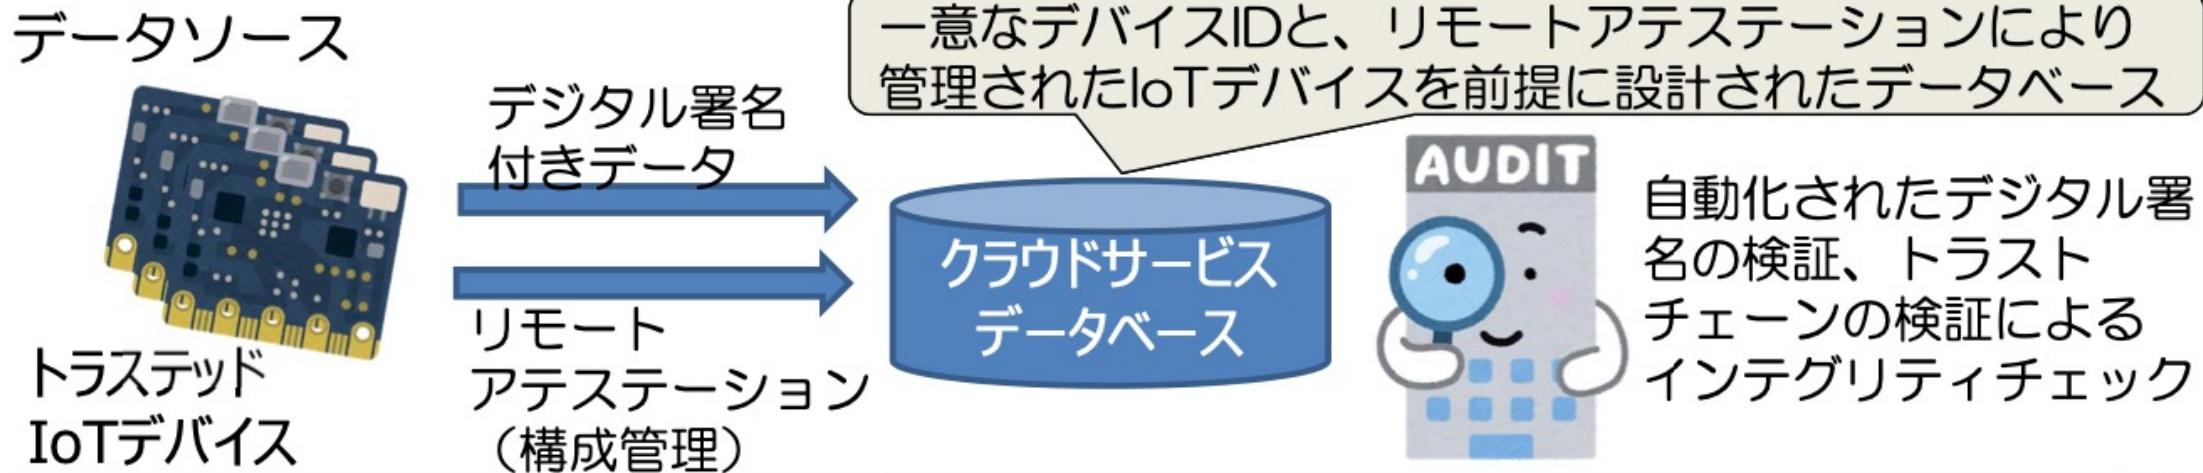 データソース
トラステッド
IoTデバイス
デジタル署名
付きデータ
リモート
アテステーション
（構成管理）
一意なデバイスIDと、リモートアテステーションにより
管理されたIoTデバイスを前提に設計されたデータベース
クラウドサービス
データベース
AUDIT
自動化されたデジタル署
名の検証、トラスト
チェーンの検証による
インテグリティチェック